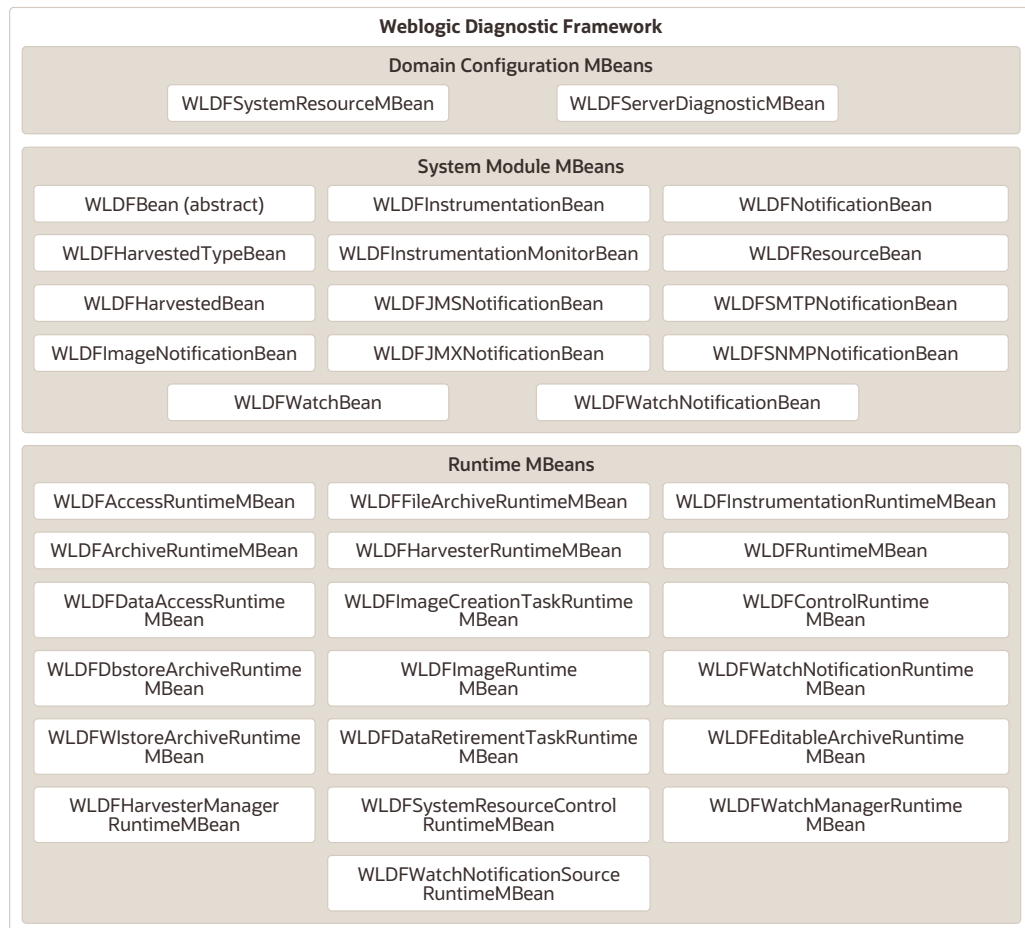 Weblogic Diagnostic Framework
Domain Configuration MBeans
WLDFSystemResourceMBean
WLDFServerDiagnosticMBean
System Module MBeans
WLDFBean (abstract)
WLDFInstrumentationBean
WLDFNotificationBean
WLDFHarvestedTypeBean
WLDFInstrumentationMonitorBean
WLDFResourceBean
WLDFHarvestedBean
WLDFJMSNotificationBean
WLDFSMTPNotificationBean
WLDFImageNotificationBean
WLDFJMXNotificationBean
WLDFSNMPNotificationBean
WLDFWatchBean
WLDFWatchNotificationBean
Runtime MBeans
WLDFAccessRuntimeMBean
WLDFFileArchiveRuntimeMBean
WLDFInstrumentationRuntimeMBean
WLDFArchiveRuntimeMBean
WLDFHarvesterRuntimeMBean
WLDFRuntimeMBean
WLDFDataAccessRuntime
MBean
WLDFImageCreationTaskRuntime
MBean
WLDFControlRuntime
MBean
WLDFDbstoreArchiveRuntime
MBean
WLDFImageRuntime
MBean
WLDFWatchNotificationRuntime
MBean
WLDFWlstoreArchiveRuntime
MBean
WLDFDataRetirementTaskRuntime
MBean
WLDFEditableArchiveRuntime
MBean
WLDFHarvesterManager
RuntimeMBean
WLDFSystemResourceControl
RuntimeMBean
WLDFWatchManagerRuntime
MBean
WLDFWatchNotificationSource
RuntimeMBean